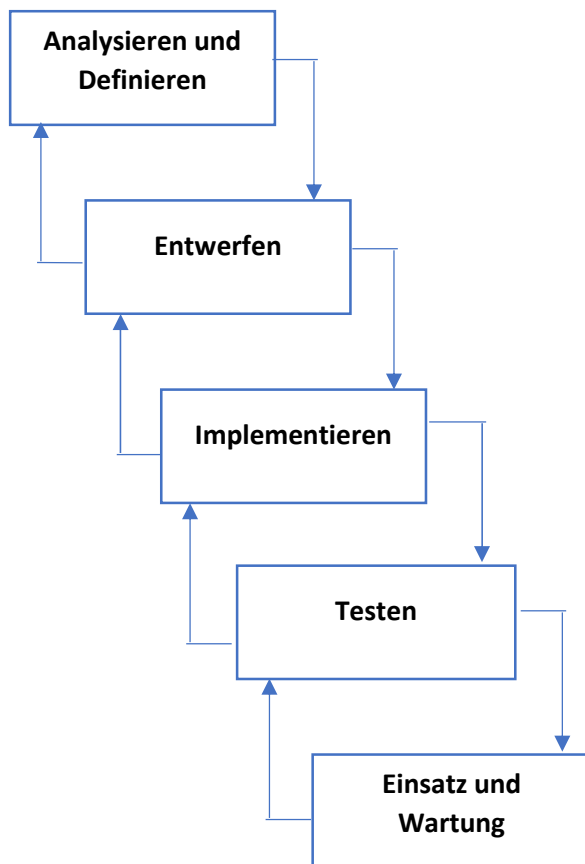 Analysieren und
Definieren
Entwerfen
Implementieren
Testen
Einsatz und
Wartung